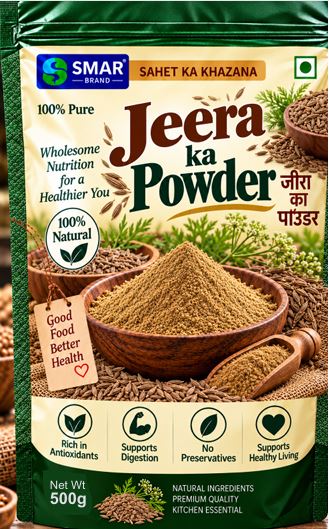 SMAR®
BRAND
SAHET KA KHAZANA
100% Pure
Jeera
ka
Powder
जीरा
का
पाउडर
Wholesome
Nutrition
for a
Healthier You
100%
Natural
Good
Food
Better
Health
Rich in
Antioxidants
Supports
Digestion
No
Preservatives
Supports
Healthy Living
Net Wt
500g
NATURAL INGREDIENTS
PREMIUM QUALITY
KITCHEN ESSENTIAL